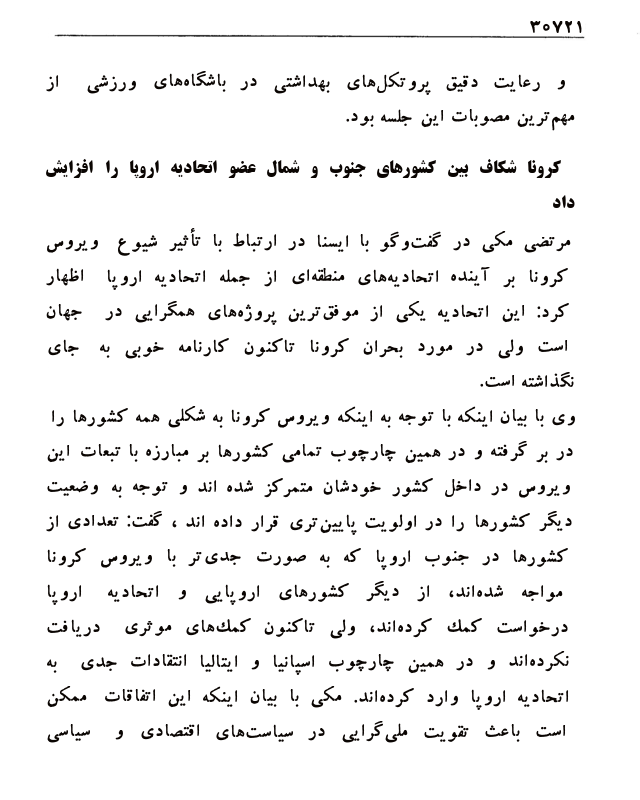 ۳۰۷۲۱
و رعایت دقیق پروتکل‌های بهداشتی در باشگاه‌های ورزشی از
مهم‌ترین مصوبات این جلسه بود.
کرونا شکاف بین کشورهای جنوب و شمال عضو اتحادیه اروپا را افزایش
داد
مرتضی مکی در گفت‌وگو با ایسنا در ارتباط با تأثیر شیوع ویروس
کرونا بر آینده اتحادیه‌های منطقه‌ای از جمله اتحادیه اروپا اظهار
کرد: این اتحادیه یکی از موفق‌ترین پروژه‌های همگرایی در جهان
است ولی در مورد بحران کرونا تاکنون کارنامه خوبی به جای
نگذاشته است.
وی با بیان اینکه با توجه به اینکه ویروس کرونا به شکلی همه کشورها را
در بر گرفته و در همین چارچوب تمامی کشورها بر مبارزه با تبعات این
ویروس در داخل کشور خودشان متمرکز شده اند و توجه به وضعیت
دیگر کشورها را در اولویت پایین‌تری قرار داده اند ، گفت: تعدادی از
کشورها در جنوب اروپا که به صورت جدی‌تر با ویروس کرونا
مواجه شده‌اند، از دیگر کشورهای اروپایی و اتحادیه اروپا
درخواست کمك کرده‌اند، ولی تاکنون کمك‌های موثری دریافت
نکرده‌اند و در همین چارچوب اسپانیا و ایتالیا انتقادات جدی به
اتحادیه اروپا وارد کرده‌اند. مکی با بیان اینکه این اتفاقات ممکن
است باعث تقویت ملی‌گرایی در سیاست‌های اقتصادی و سیاسی